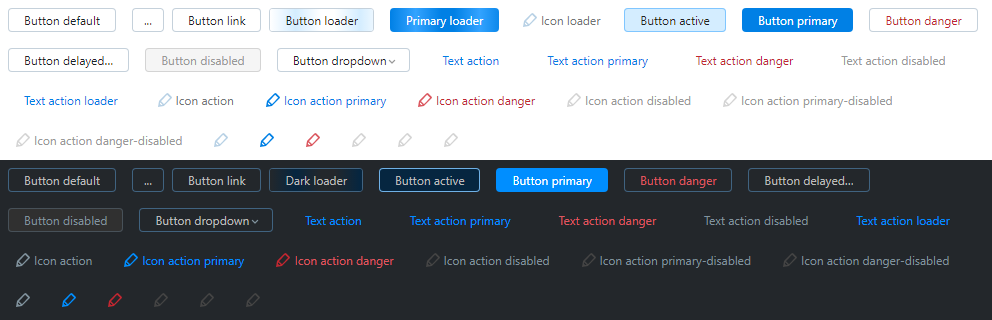 Button default ... Button link Button loader Primary loader Icon loader Button active Button primary Button danger
Button delayed... Button disabled Button dropdown Text action Text action primary Text action danger Text action disabled
Text action loader Icon action Icon action primary Icon action danger Icon action disabled Icon action primary-disabled
Icon action danger-disabled
Button default ... Button link Dark loader Button active Button primary Button danger Button delayed...
Button disabled Button dropdown Text action Text action primary Text action danger Text action disabled Text action loader
Icon action Icon action primary Icon action danger Icon action disabled Icon action primary-disabled Icon action danger-disabled